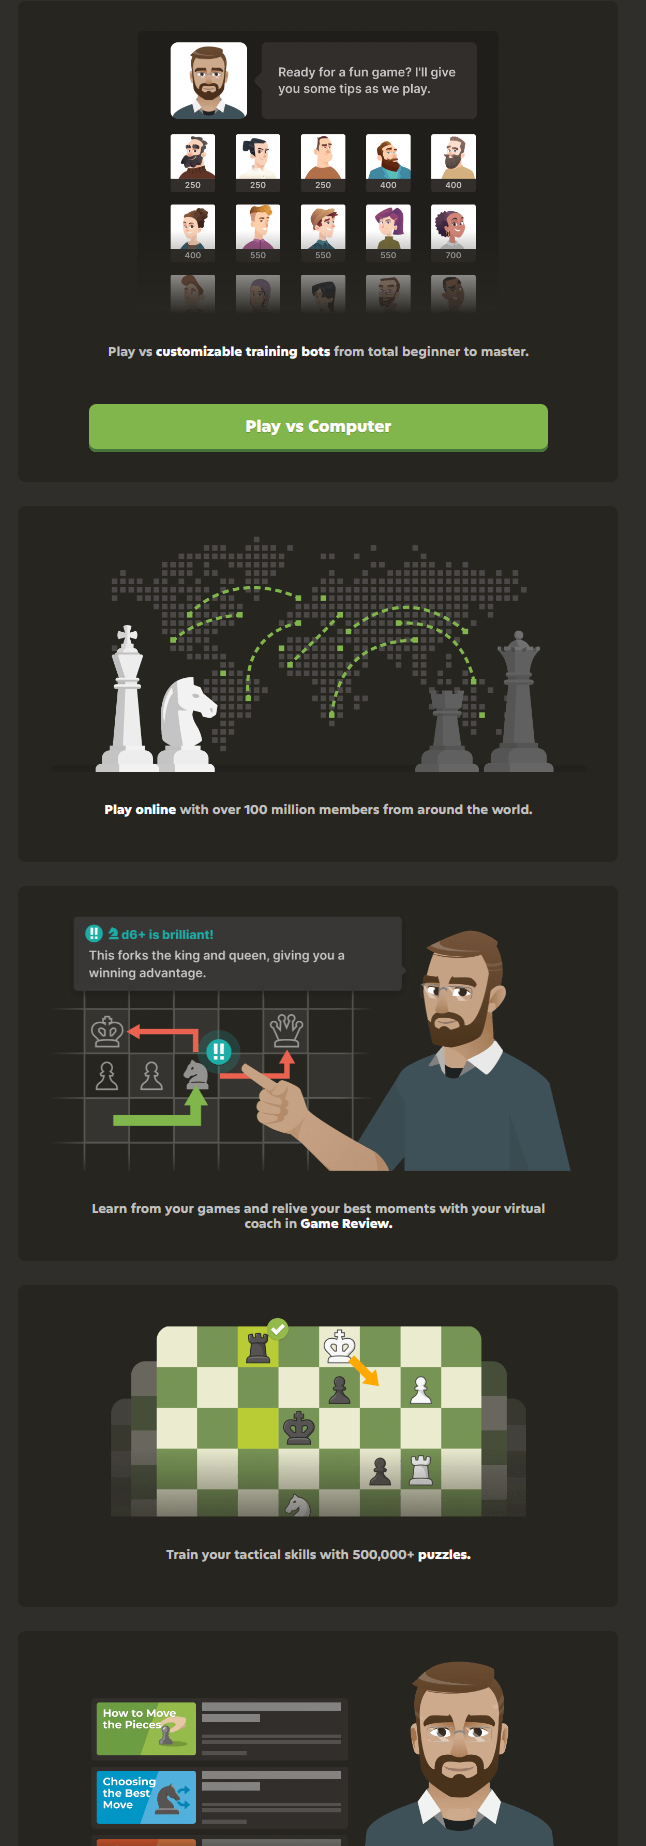 Ready for a fun game? I'll give
you some tips as we play.
250 250 250 400 400
400 550 550 550 700
Play vs customizable training bots from total beginner to master.
Play vs Computer
Play online with over 100 million members from around the world.
!! d6+ is brilliant!
This forks the king and queen, giving you a
winning advantage.
!!
Learn from your games and relive your best moments with your virtual
coach in Game Review.
Train your tactical skills with 500,000+ puzzles.
How to Move
the Pieces
Choosing
the Best
Move